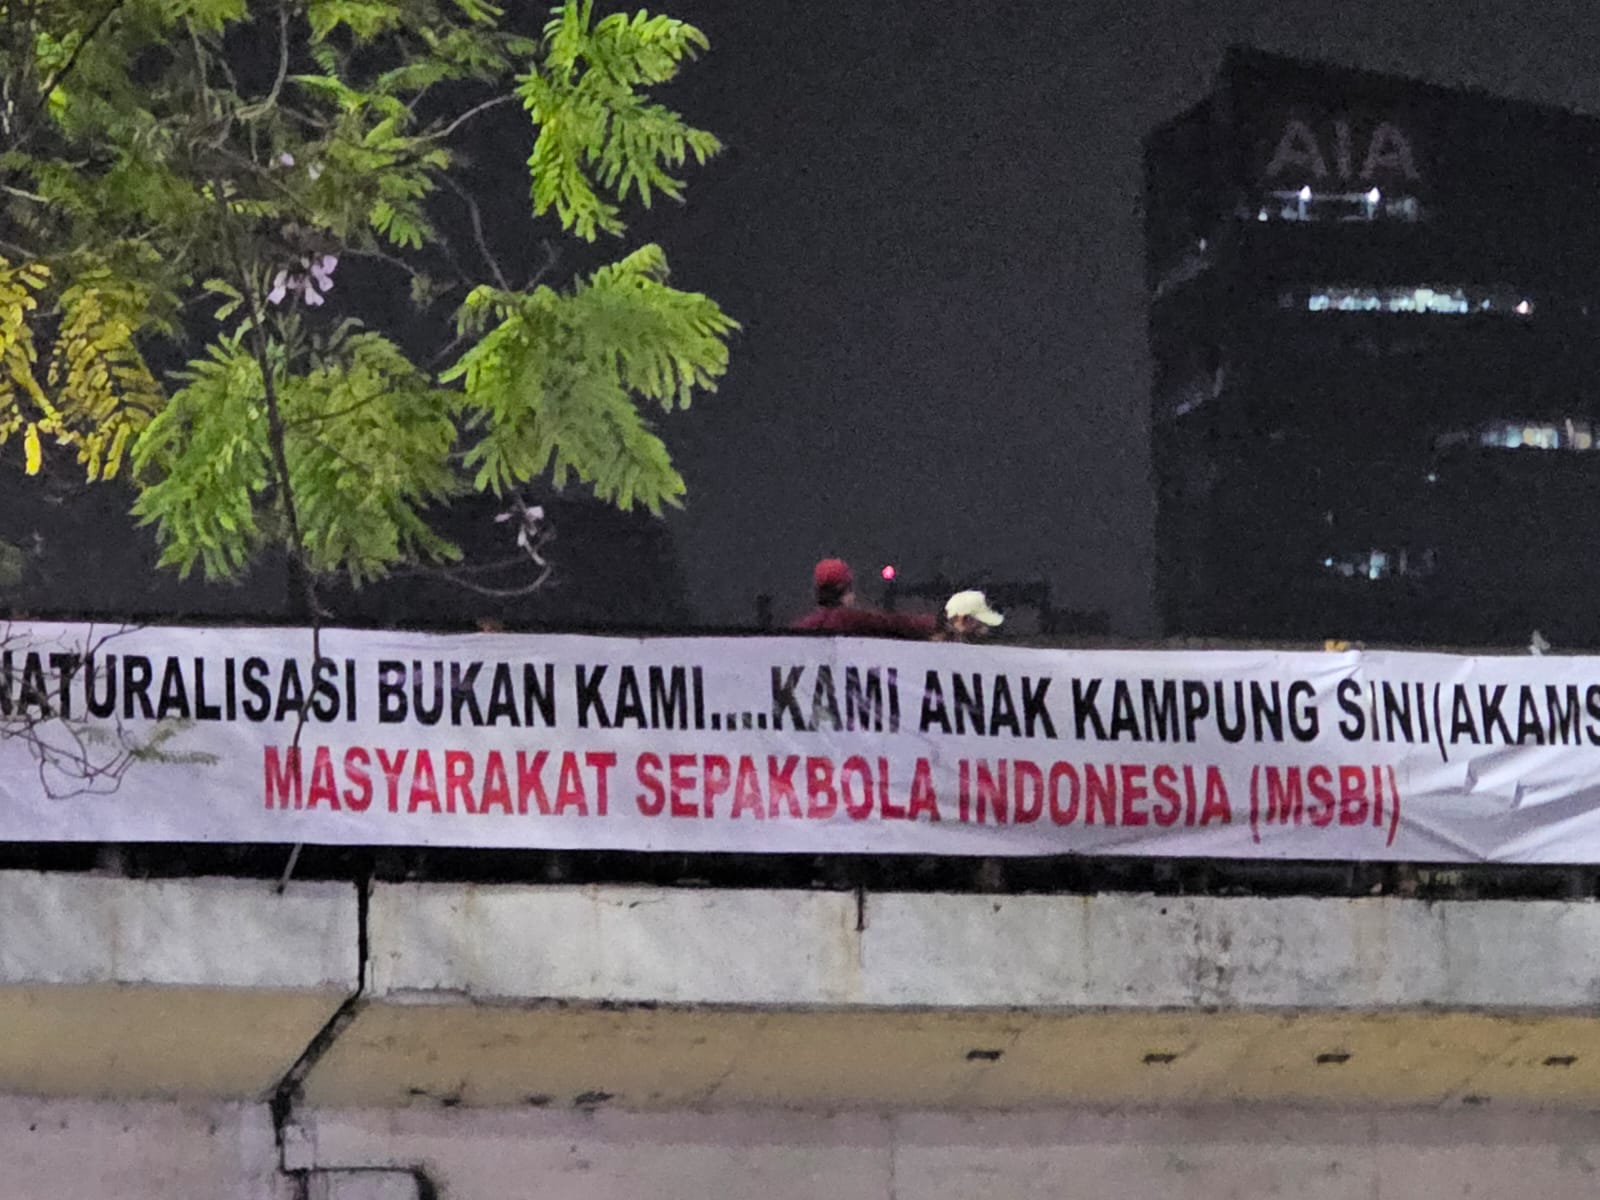 AIA
NATURALISASI BUKAN KAMI....KAMI ANAK KAMPUNG SINI(AKAMS
MASYARAKAT SEPAKBOLA INDONESIA (MSBI)